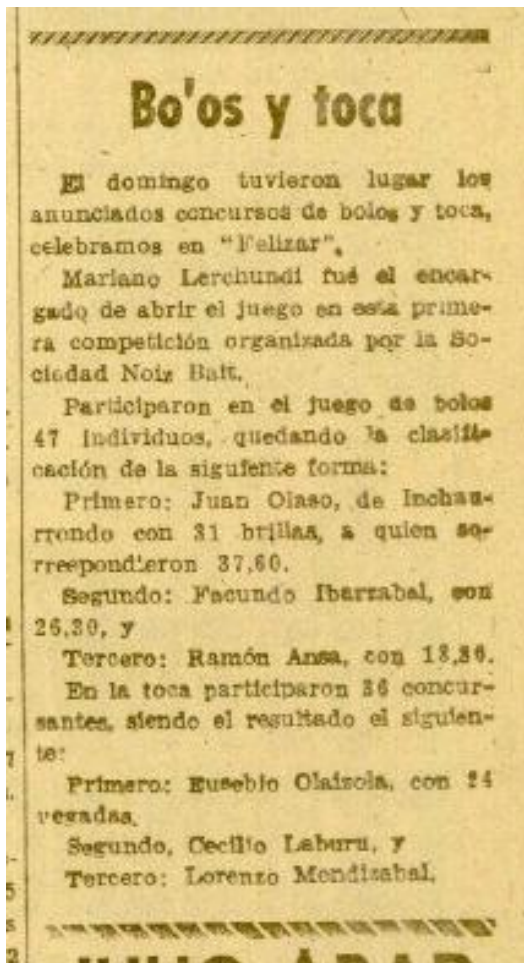 Bo'os y toca
El domingo tuvieron lugar los
anunciados concursos de bolos y toca,
celebramos en "Felizar".
Mariano Lerchundi fué el encar-
gado de abrir el juego en esta prime-
ra competición organizada por la So-
ciedad Noiz Bait.
Participaron en el juego de bolos
47 individuos, quedando la clasifi-
cación de la siguiente forma:
Primero: Juan Olaso, de Inchau-
rrondo con 31 brillas, a quien
rrespondieron 37,60.
Segundo: Facundo Ibarzabal, con
26,30, y
Tercero: Ramón Ansa, con
En la toca participaron 36 concur-
santes, siendo el resultado el siguien-
te:
Primero: Eusebio Olaizola, con 24
Segundo, Cecilio Laburu, y
Tercero: Lorenzo Mendizabal.